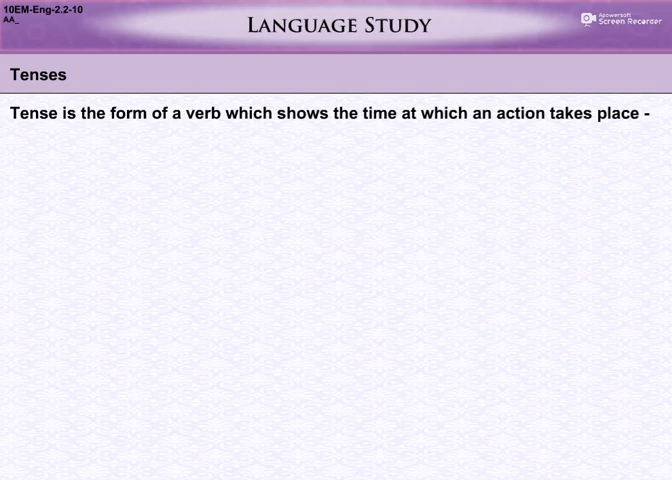 10EM-Eng-2.2-10
AA_
LANGUAGE STUDY
Apowersoft
Screen Recorder
Tenses
Tense is the form of a verb which shows the time at which an action takes place -